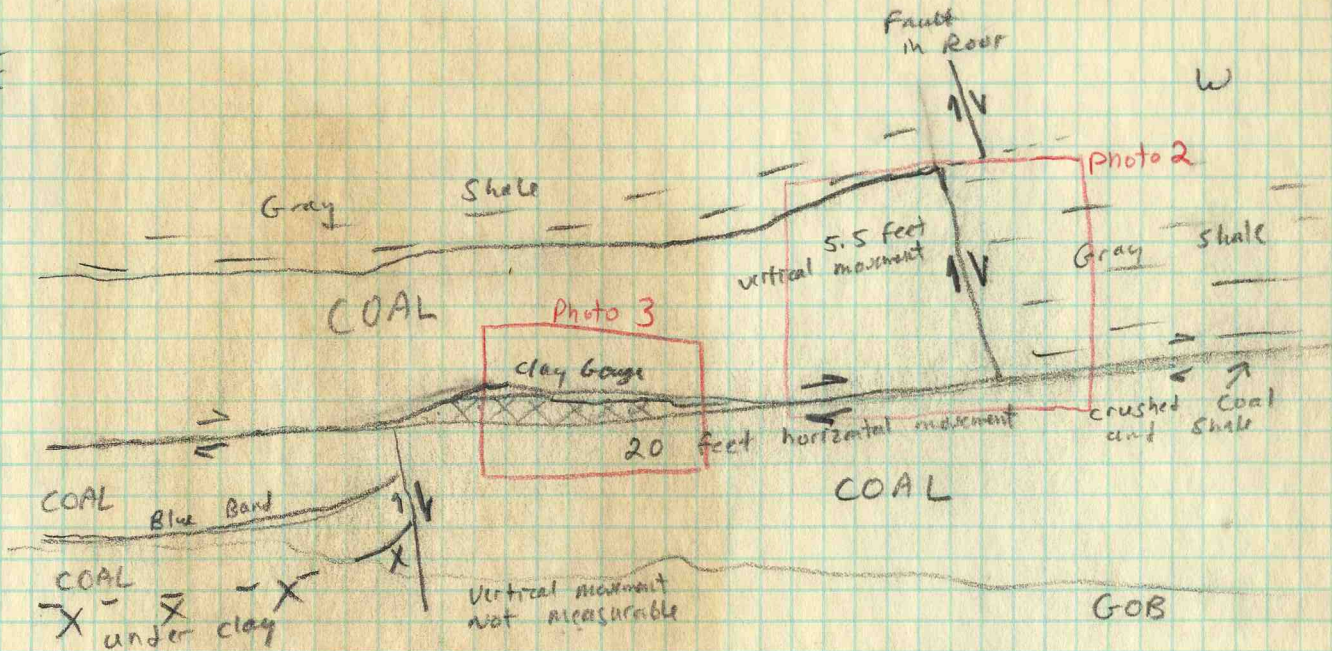 Fault
in Roof
W
Photo 2
Gray Shale
5.5 feet
vertical movement
Gray Shale
COAL
Photo 3
Clay Gouge
20 feet horizontal movement
crushed Coal
and Shale
COAL
COAL
Blue Band
COAL
X X X X
under clay
vertical movment
not measurable
GOB